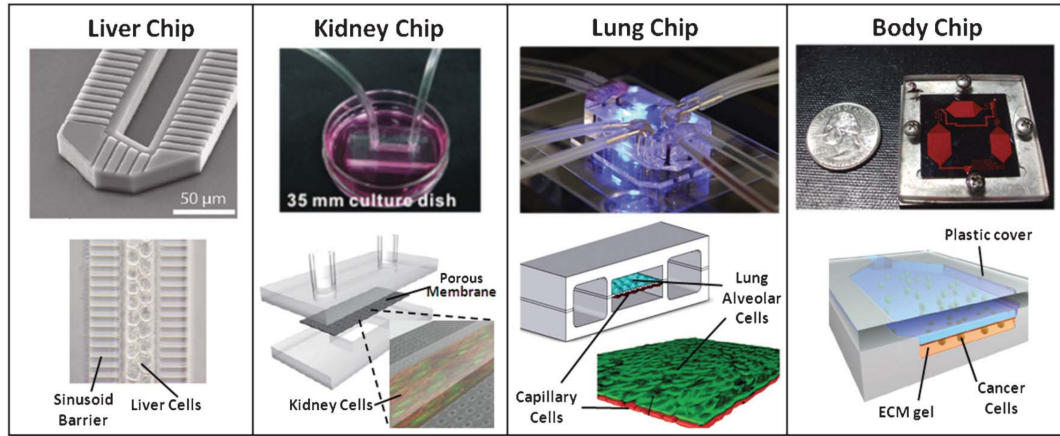 Liver Chip
Kidney Chip
Lung Chip
Body Chip
50 µm
35 mm culture dish
Sinusoid
Barrier
Liver Cells
Porous
Membrane
Kidney Cells
Lung
Alveolar
Cells
Capillary
Cells
Plastic cover
ECM gel
Cancer
Cells